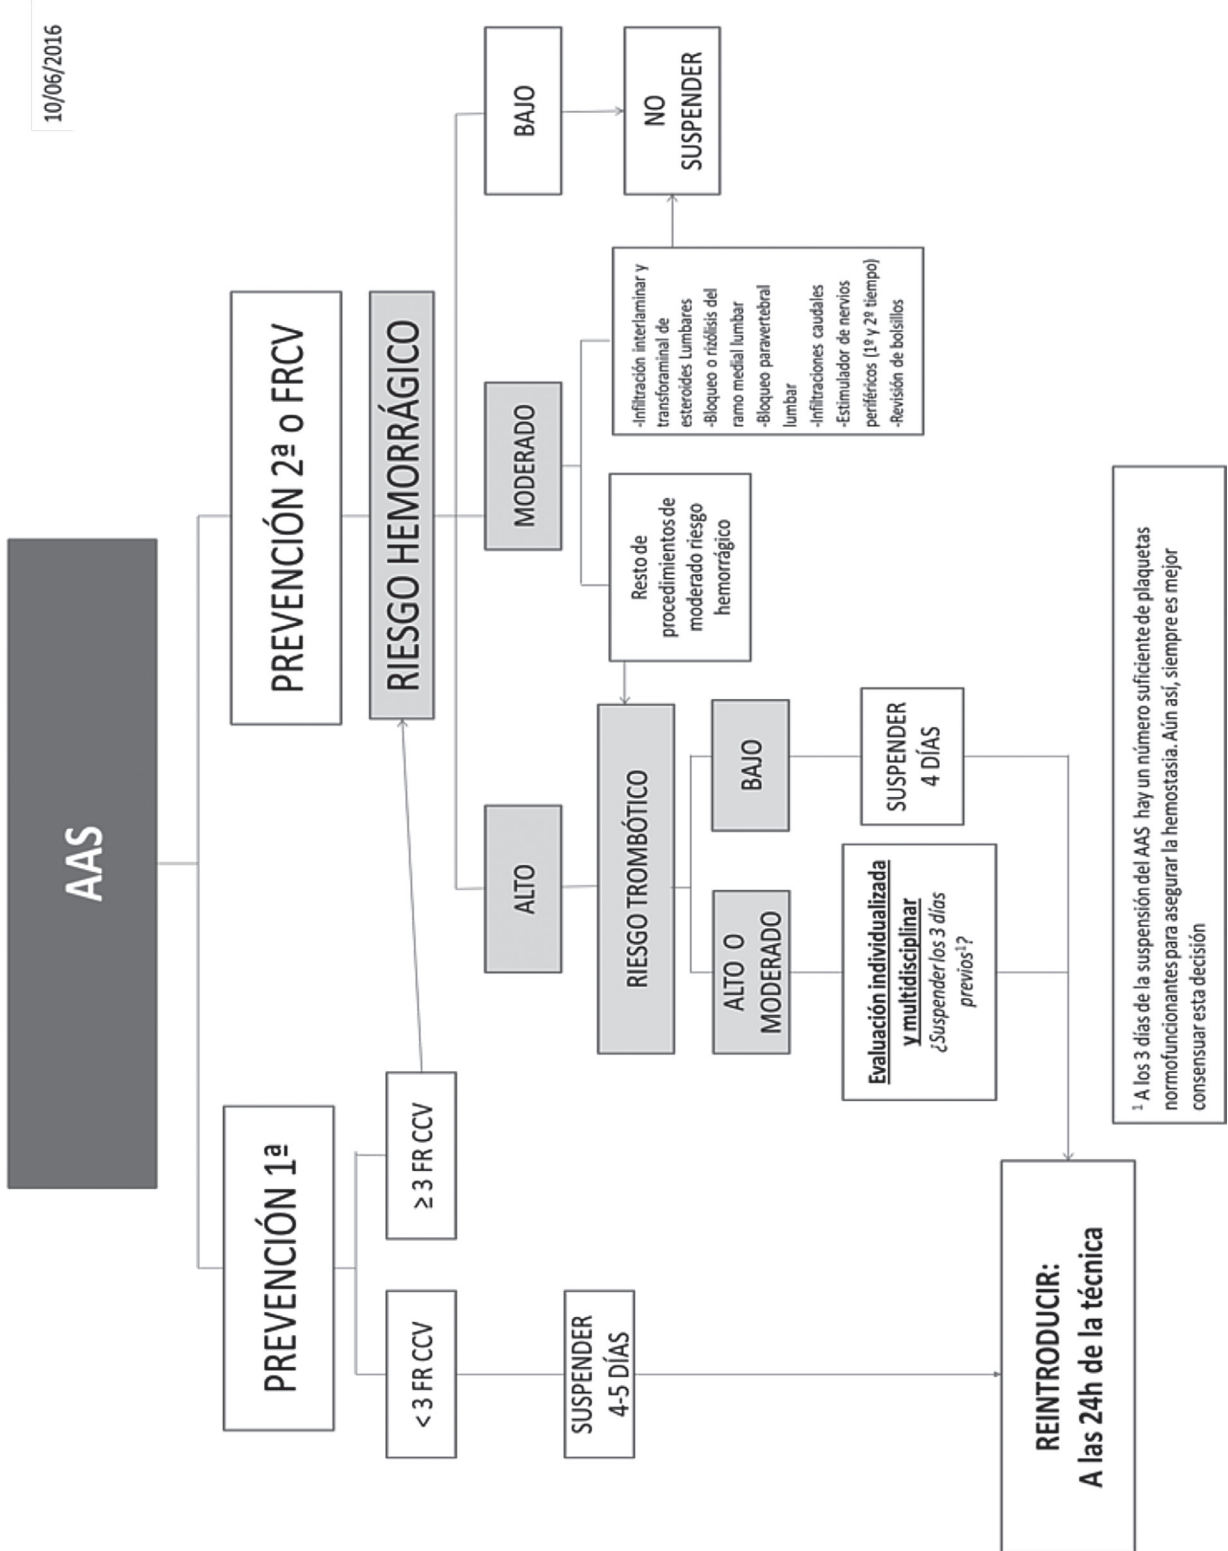 10/06/2016
AAS
PREVENCIÓN 1ª
PREVENCIÓN 2ª o FRCV
< 3 FR CCV
≥ 3 FR CCV
RIESGO HEMORRÁGICO
SUSPENDER
4-5 DÍAS
ALTO
MODERADO
BAJO
RIESGO TROMBÓTICO
Resto de
procedimientos de
moderado riesgo
hemorrágico
-Infiltración interlaminar y
transforaminal de
esteroides Lumbares
-Bloqueo o rizólisis del
ramo medial lumbar
-Bloqueo paravertebral
lumbar
-Infiltraciones caudales
-Estimulador de nervios
periféricos (1º y 2º tiempo)
-Revisión de bolsillos
NO
SUSPENDER
ALTO O
MODERADO
BAJO
Evaluación individualizada
y multidisciplinar
¿Suspender los 3 días
previos¹?
SUSPENDER
4 DÍAS
REINTRODUCIR:
A las 24h de la técnica
¹ A los 3 días de la suspensión del AAS hay un número suficiente de plaquetas
normofuncionantes para asegurar la hemostasia. Aún así, siempre es mejor
consensuar esta decisión